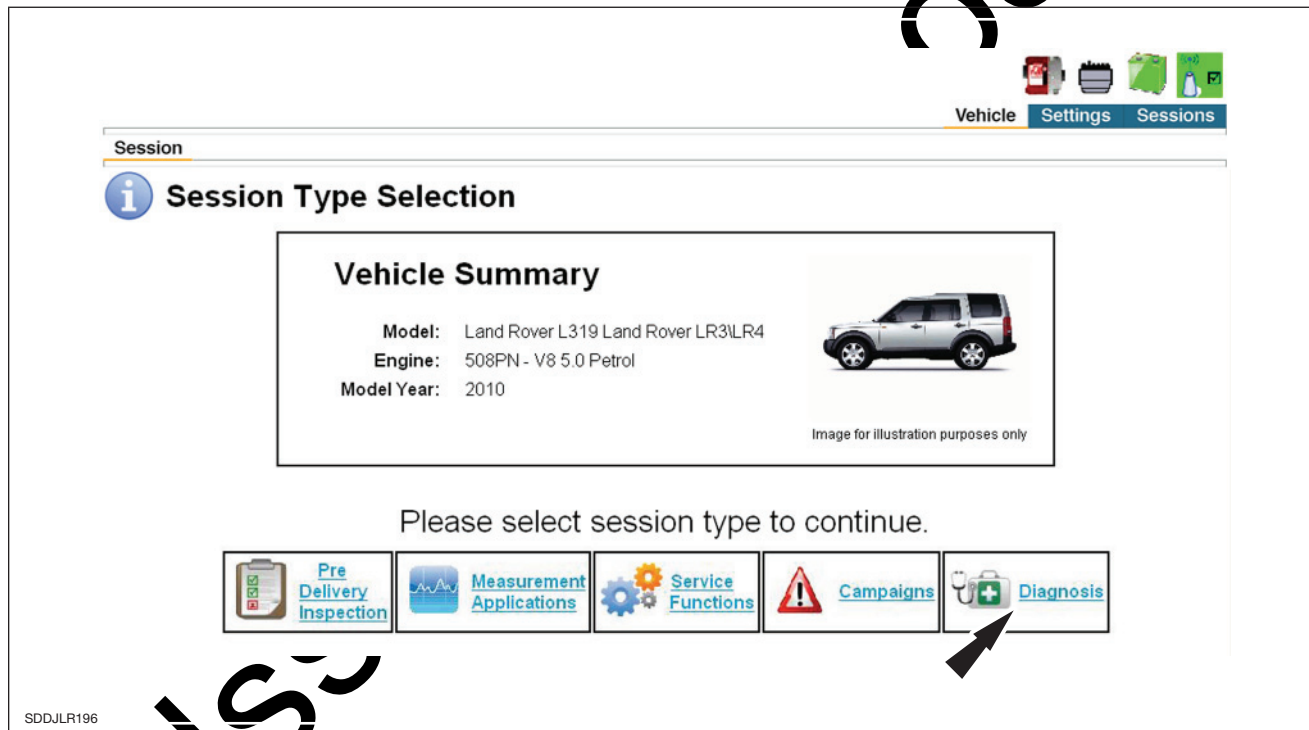 Vehicle Settings Sessions
Session
Session Type Selection
Vehicle Summary
Model: Land Rover L319 Land Rover LR3\LR4
Engine: 508PN - V8 5.0 Petrol
Model Year: 2010
Image for illustration purposes only
Please select session type to continue.
Pre
Delivery
Inspection
Measurement
Applications
Service
Functions
Campaigns
Diagnosis
SDDJLR196